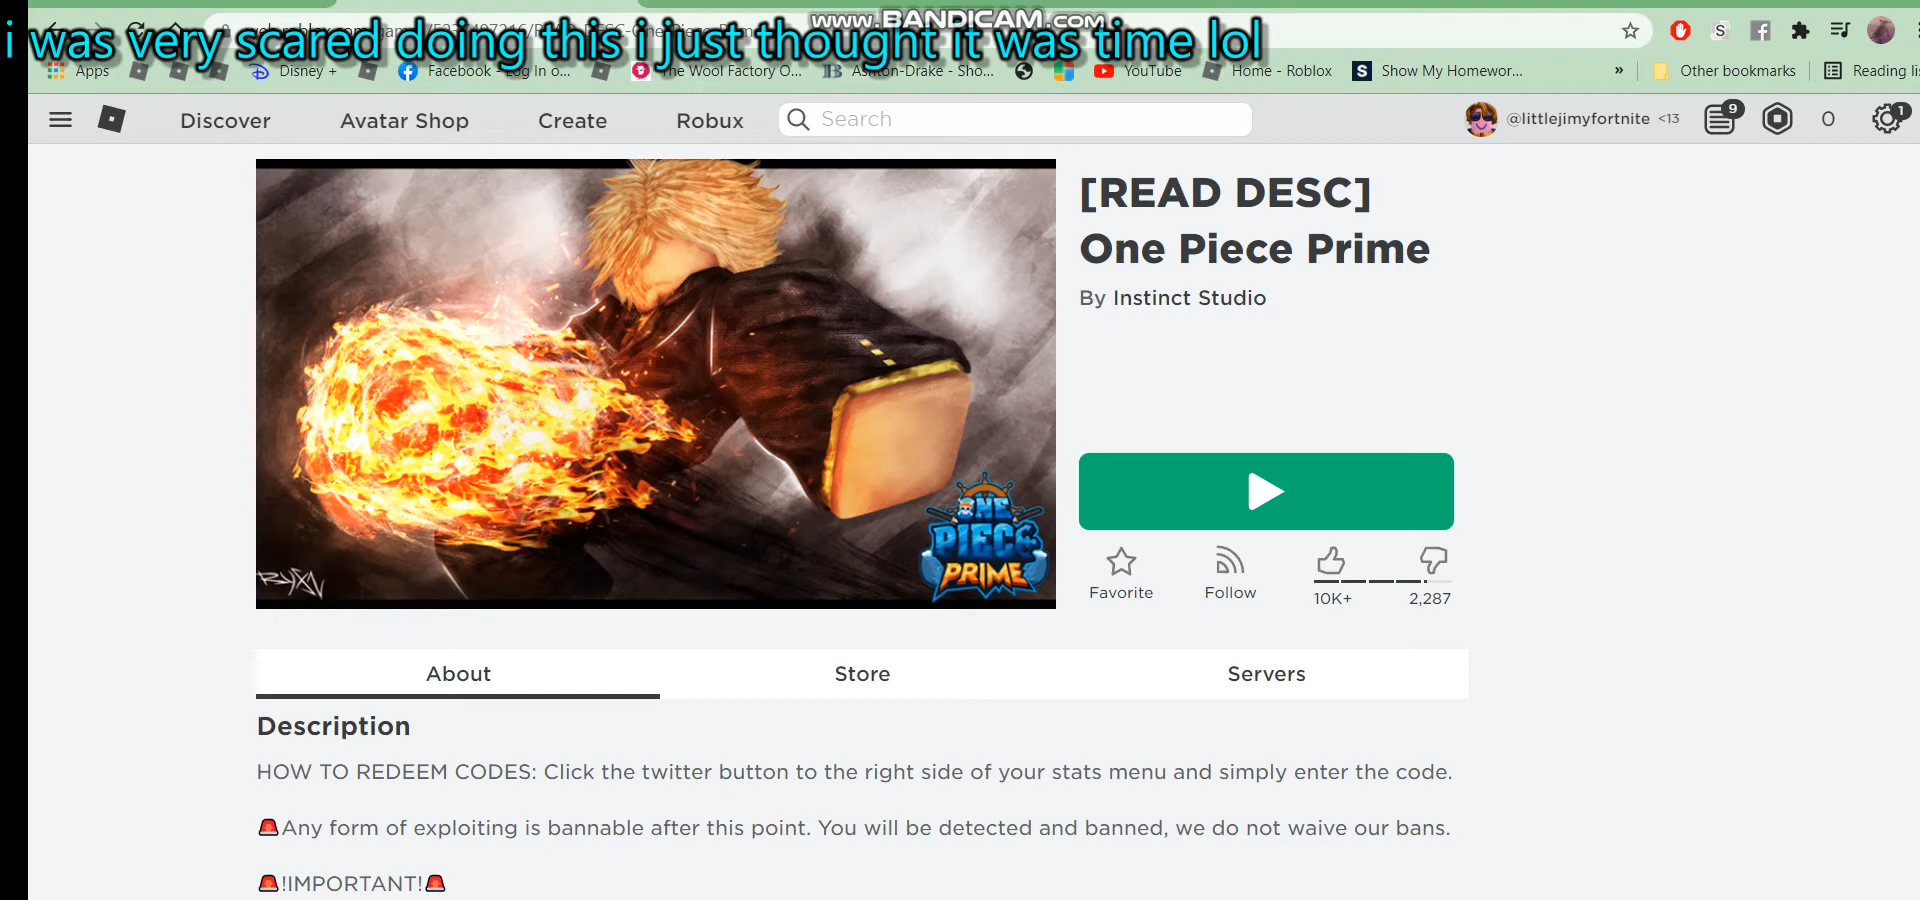 www.BANDICAM.com
i was very scared doing this i just thought it was time lol
Apps
Disney +
Facebook - Log In o...
The Wool Factory O...
Ashton-Drake - Sho...
YouTube
Home - Roblox
S
Show My Homewor...
»
Other bookmarks
Reading lis
Discover
Avatar Shop
Create
Robux
Search
@littlejimyfortnite <13
9
0
1
[READ DESC]
One Piece Prime
By Instinct Studio
ONE
PIECE
PRIME
RYXN
Favorite
Follow
10K+
2,287
About
Store
Servers
Description
HOW TO REDEEM CODES: Click the twitter button to the right side of your stats menu and simply enter the code.
🚨Any form of exploiting is bannable after this point. You will be detected and banned, we do not waive our bans.
🚨!IMPORTANT!🚨